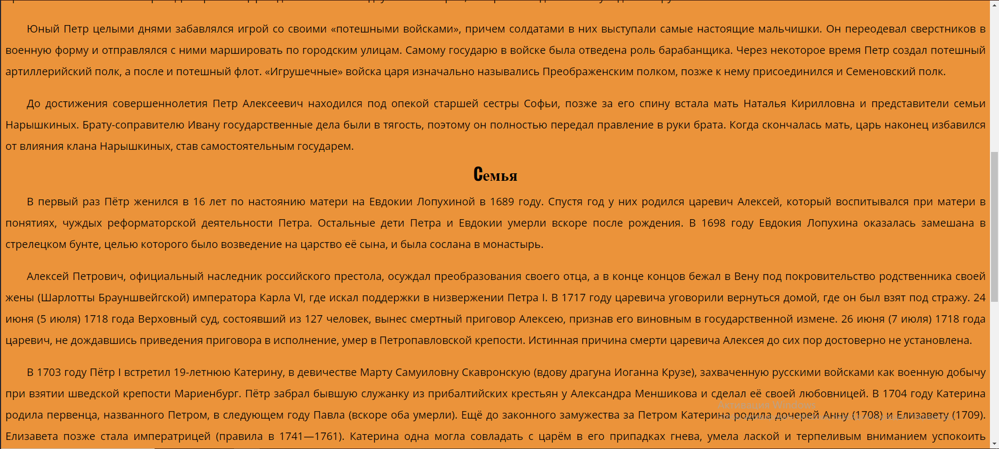 Юный Петр целыми днями забавлялся игрой со своими «потешными войсками», причем солдатами в них выступали самые настоящие мальчишки. Он переодевал сверстников в
военную форму и отправлялся с ними маршировать по городским улицам. Самому государю в войске была отведена роль барабанщика. Через некоторое время Петр создал потешный
артиллерийский полк, а после и потешный флот. «Игрушечные» войска царя изначально назывались Преображенским полком, позже к нему присоединился и Семеновский полк.
До достижения совершеннолетия Петр Алексеевич находился под опекой старшей сестры Софьи, позже за его спину встала мать Наталья Кирилловна и представители семьи
Нарышкиных. Брату-соправителю Ивану государственные дела были в тягость, поэтому он полностью передал правление в руки брата. Когда скончалась мать, царь наконец избавился
от влияния клана Нарышкиных, став самостоятельным государем.
Семья
В первый раз Пётр женился в 16 лет по настоянию матери на Евдокии Лопухиной в 1689 году. Спустя год у них родился царевич Алексей, который воспитывался при матери в
понятиях, чуждых реформаторской деятельности Петра. Остальные дети Петра и Евдокии умерли вскоре после рождения. В 1698 году Евдокия Лопухина оказалась замешана в
стрелецком бунте, целью которого было возведение на царство её сына, и была сослана в монастырь.
Алексей Петрович, официальный наследник российского престола, осуждал преобразования своего отца, а в конце концов бежал в Вену под покровительство родственника своей
жены (Шарлотты Брауншвейгской) императора Карла VI, где искал поддержки в низвержении Петра I. В 1717 году царевича уговорили вернуться домой, где он был взят под стражу. 24
июня (5 июля) 1718 года Верховный суд, состоявший из 127 человек, вынес смертный приговор Алексею, признав его виновным в государственной измене. 26 июня (7 июля) 1718 года
царевич, не дождавшись приведения приговора в исполнение, умер в Петропавловской крепости. Истинная причина смерти царевича Алексея до сих пор достоверно не установлена.
В 1703 году Пётр I встретил 19-летнюю Катерину, в девичестве Марту Самуиловну Скавронскую (вдову драгуна Иоганна Крузе), захваченную русскими войсками как военную добычу
при взятии шведской крепости Мариенбург. Пётр забрал бывшую служанку из прибалтийских крестьян у Александра Меншикова и сделал её своей любовницей. В 1704 году Катерина
родила первенца, названного Петром, в следующем году Павла (вскоре оба умерли). Ещё до законного замужества за Петром Катерина родила дочерей Анну (1708) и Елизавету (1709).
Елизавета позже стала императрицей (правила в 1741—1761). Катерина одна могла совладать с царём в его припадках гнева, умела лаской и терпеливым вниманием успокоить
Активация Windows